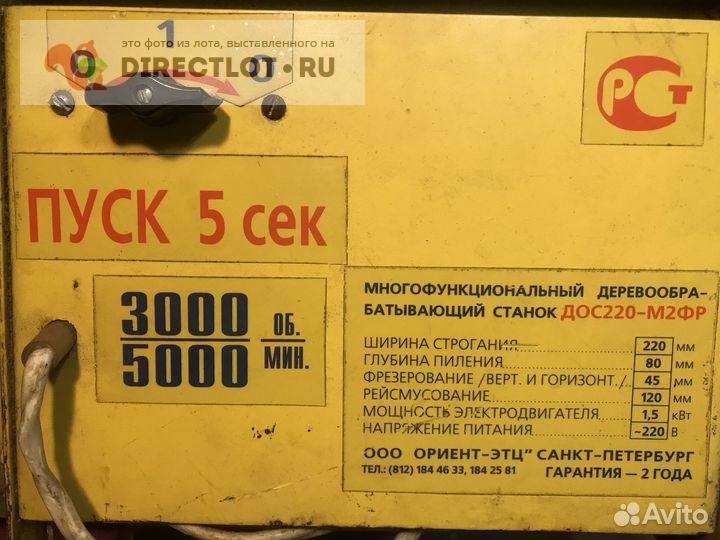 1
это фото из лота, выставленного на
DIRECTLOT.RU
0
0
РСТ
ПУСК 5 сек
3000
5000
ОБ.
МИН.
МНОГОФУНКЦИОНАЛЬНЫЙ ДЕРЕВООБРА-
БАТЫВАЮЩИЙ СТАНОК ДОС220-М2ФР
ШИРИНА СТРОГАНИЯ 220 мм
ГЛУБИНА ПИЛЕНИЯ 80 мм
ФРЕЗЕРОВАНИЕ /ВЕРТ. И ГОРИЗОНТ./ 45 мм
РЕЙСМУСОВАНИЕ 120 мм
МОЩНОСТЬ ЭЛЕКТРОДВИГАТЕЛЯ 1,5 кВт
НАПРЯЖЕНИЕ ПИТАНИЯ ~220 В
ООО ОРИЕНТ-ЭТЦ" САНКТ-ПЕТЕРБУРГ
ТЕЛ.: (812) 184 46 33, 184 25 81 ГАРАНТИЯ — 2 ГОДА
Avito